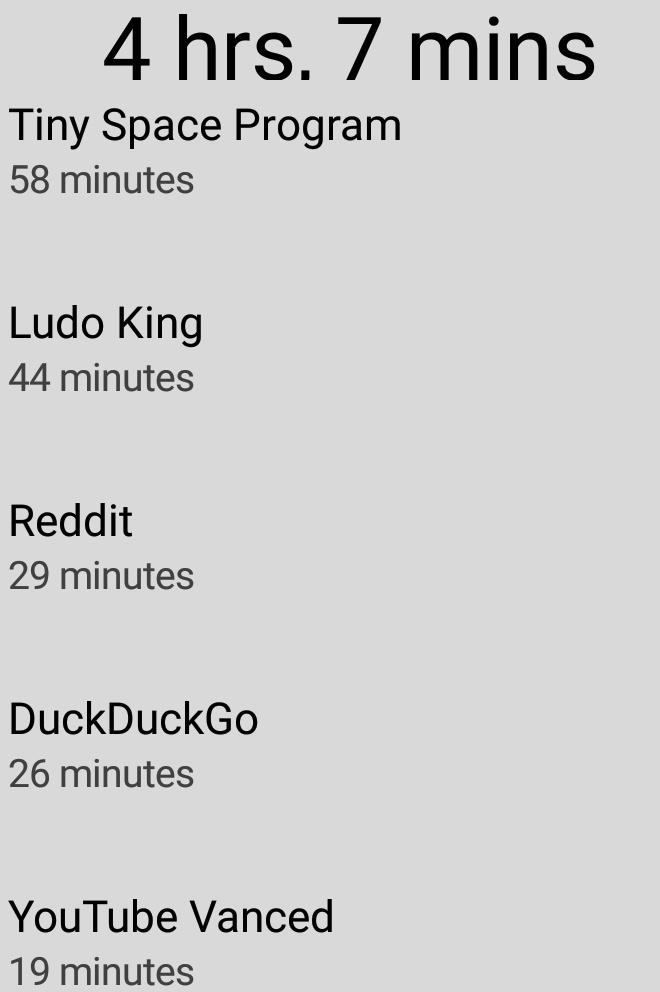 4 hrs. 7 mins
Tiny Space Program
58 minutes
Ludo King
44 minutes
Reddit
29 minutes
DuckDuckGo
26 minutes
YouTube Vanced
19 minutes